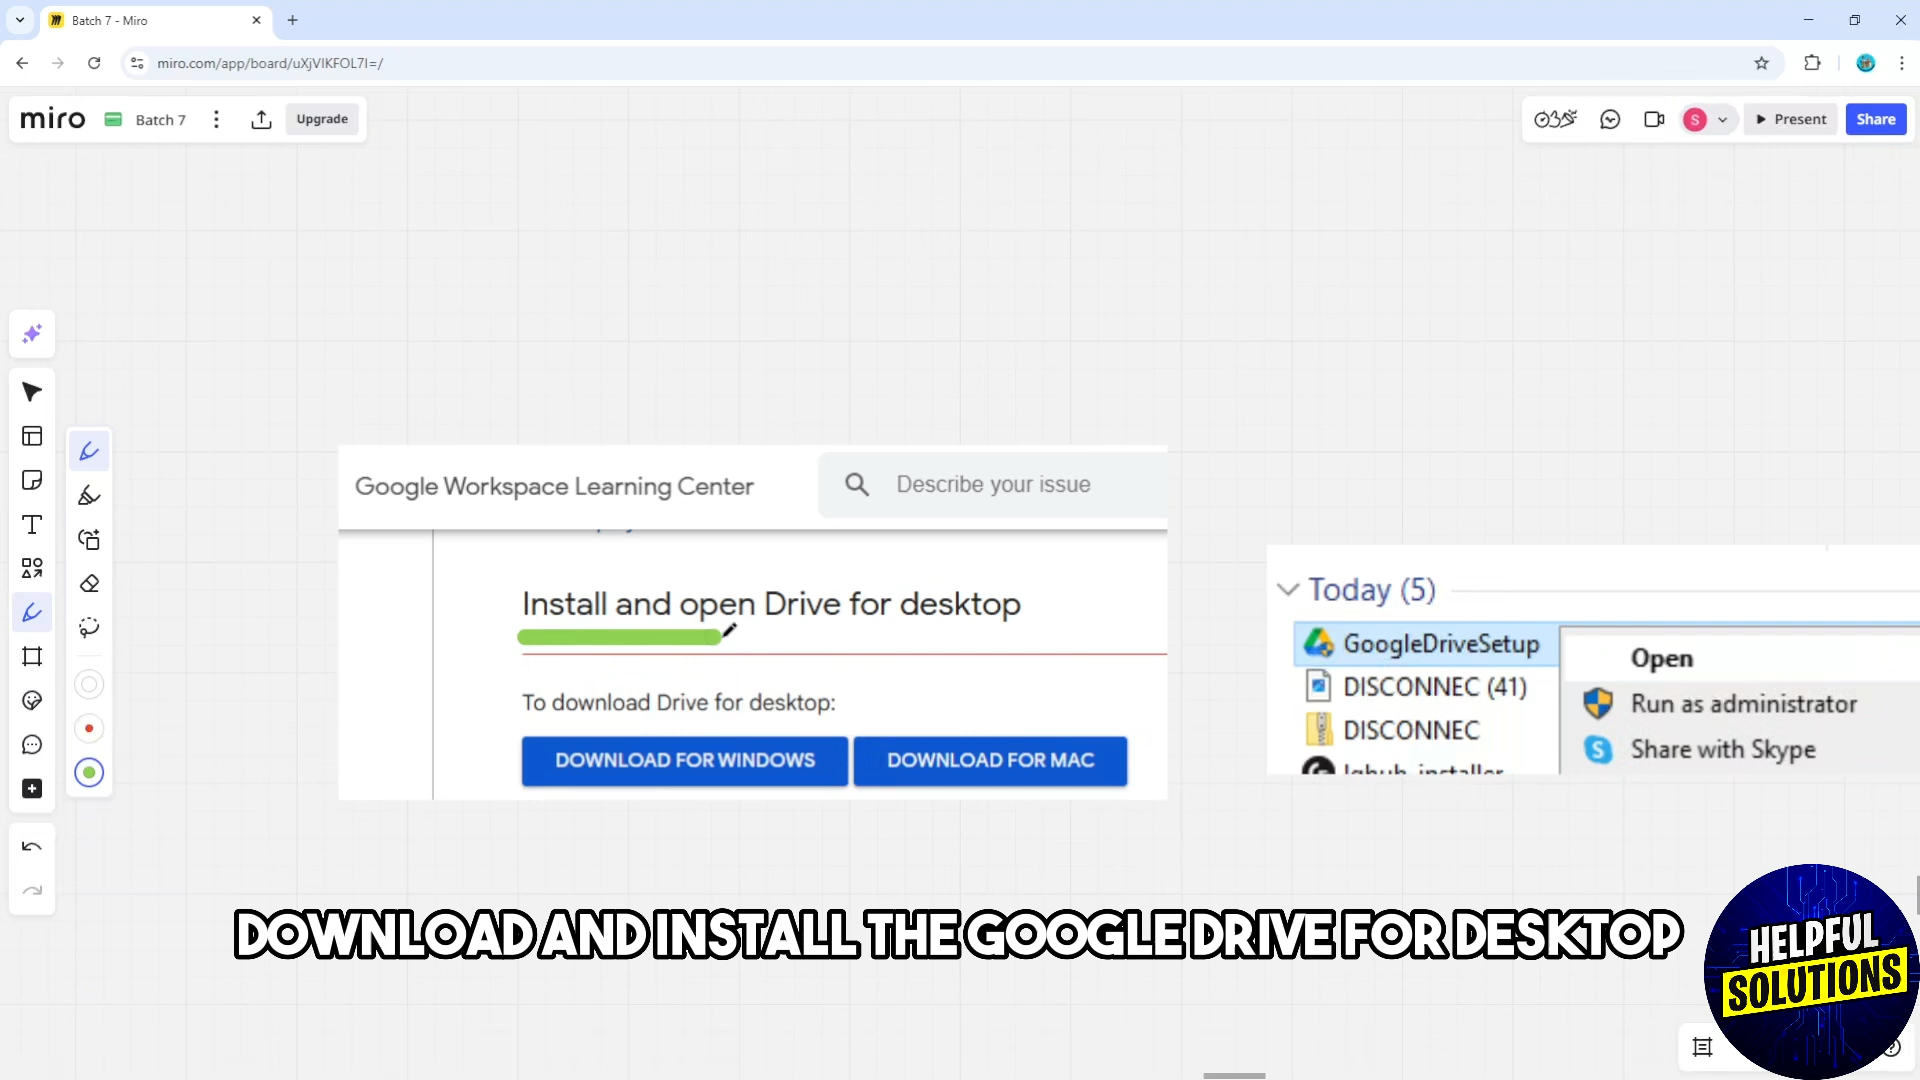 Batch 7 - Miro
miro.com/app/board/uXjVIKFOL7I=/
miro
Batch 7
Upgrade
S
Present
Share
Google Workspace Learning Center
Describe your issue
Install and open Drive for desktop
To download Drive for desktop:
DOWNLOAD FOR WINDOWS
DOWNLOAD FOR MAC
Today (5)
GoogleDriveSetup
DISCONNEC (41)
DISCONNEC
Open
Run as administrator
Share with Skype
DOWNLOAD AND INSTALL THE GOOGLE DRIVE FOR DESKTOP
HELPFUL
SOLUTIONS